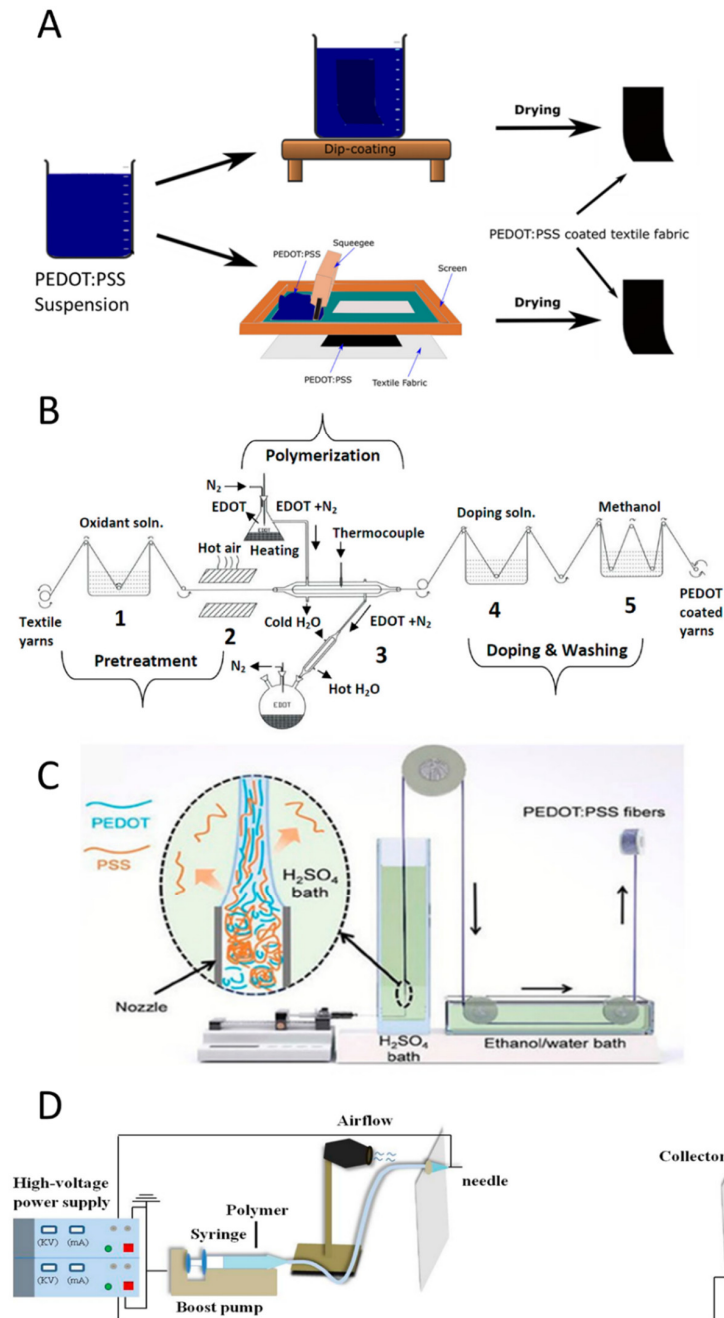 A
Dip-coating
Drying
PEDOT:PSS
Suspension
PEDOT:PSS coated textile fabric
PEDOT:PSS
Squeegee
Screen
Drying
PEDOT:PSS
Textile Fabric
B
Polymerization
N2
EDOT
EDOT +N2
EDOT
Heating
Oxidant soln.
Hot air
Thermocouple
Doping soln.
Methanol
Textile
yarns
1
2
Cold H2O
EDOT +N2
3
4
5
PEDOT
coated
yarns
Pretreatment
N2
Hot H2O
EDOT
Doping & Washing
C
PEDOT
PSS
H2SO4
bath
Nozzle
PEDOT:PSS fibers
H2SO4
bath
Ethanol/water bath
D
Airflow
High-voltage
power supply
Polymer
Syringe
needle
Collector
(KV) (mA)
(KV) (mA)
Boost pump